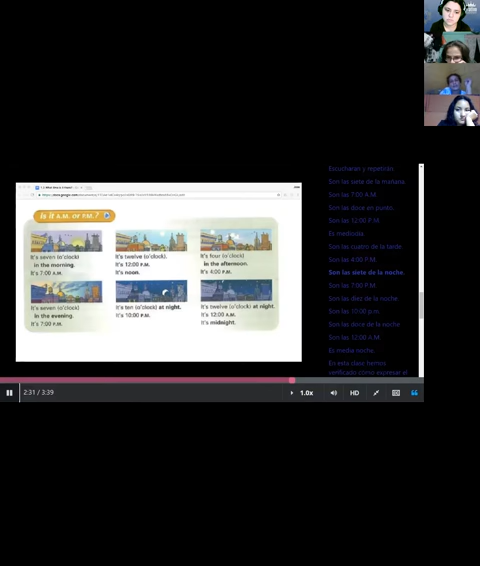 Is it A.M. or P.M.?
It's seven (o'clock)
in the morning.
It's 7:00 A.M.
It's twelve (o'clock).
It's 12:00 P.M.
It's noon.
It's four (o'clock)
in the afternoon.
It's 4:00 P.M.
It's seven (o'clock)
in the evening.
It's 7:00 P.M.
It's ten (o'clock) at night.
It's 10:00 P.M.
It's twelve (o'clock) at night.
It's 12:00 A.M.
It's midnight.
Escucharán y repetirán.
Son las siete de la mañana.
Son las 7:00 A.M.
Son las doce en punto.
Son las 12:00 P.M.
Es mediodía.
Son las cuatro de la tarde.
Son las 4:00 P.M.
Son las siete de la noche.
Son las 7:00 P.M.
Son las diez de la noche.
Son las 10:00 p.m.
Son las doce de la noche
Son las 12:00 A.M.
Es media noche.
En esta clase hemos
verificado como expresar el
2:31 / 3:39
1.0x
HD